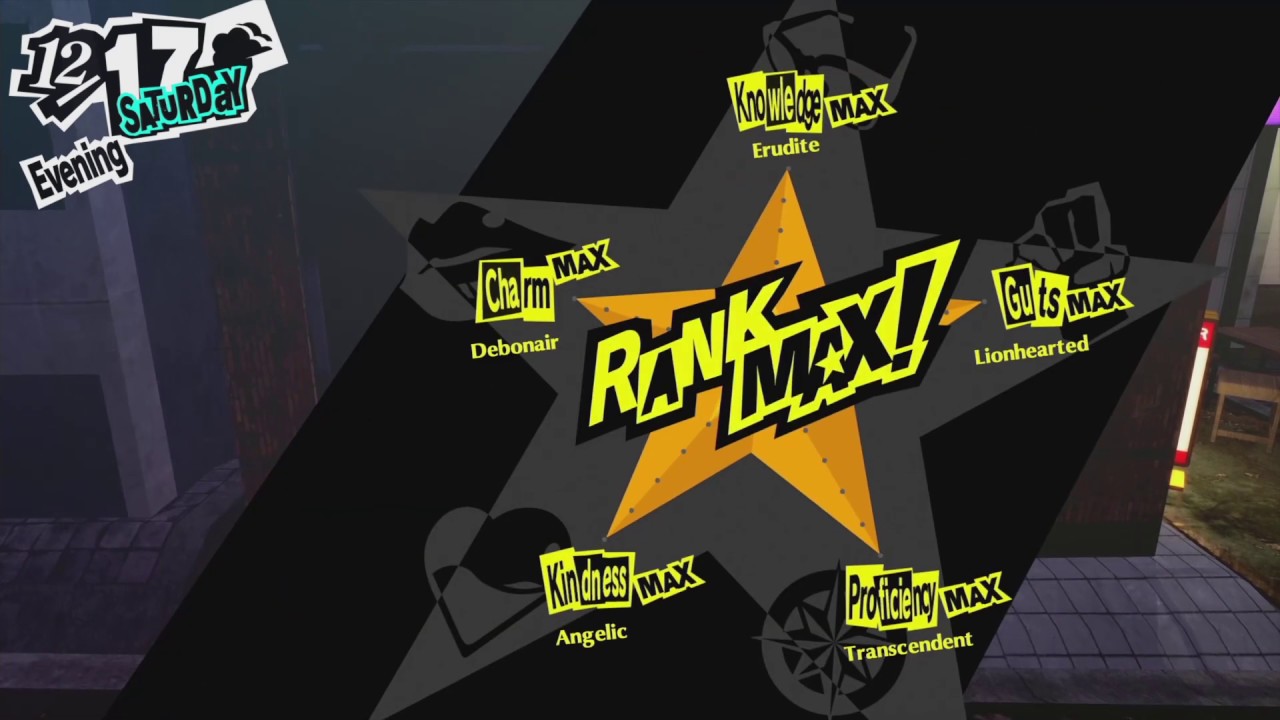 12 17
SATURDAY
Evening
Knowledge MAX
Erudite
Charm MAX
Debonair
Guts MAX
Lionhearted
RANK MAX!
Kindness MAX
Angelic
Proficiency MAX
Transcendent
R